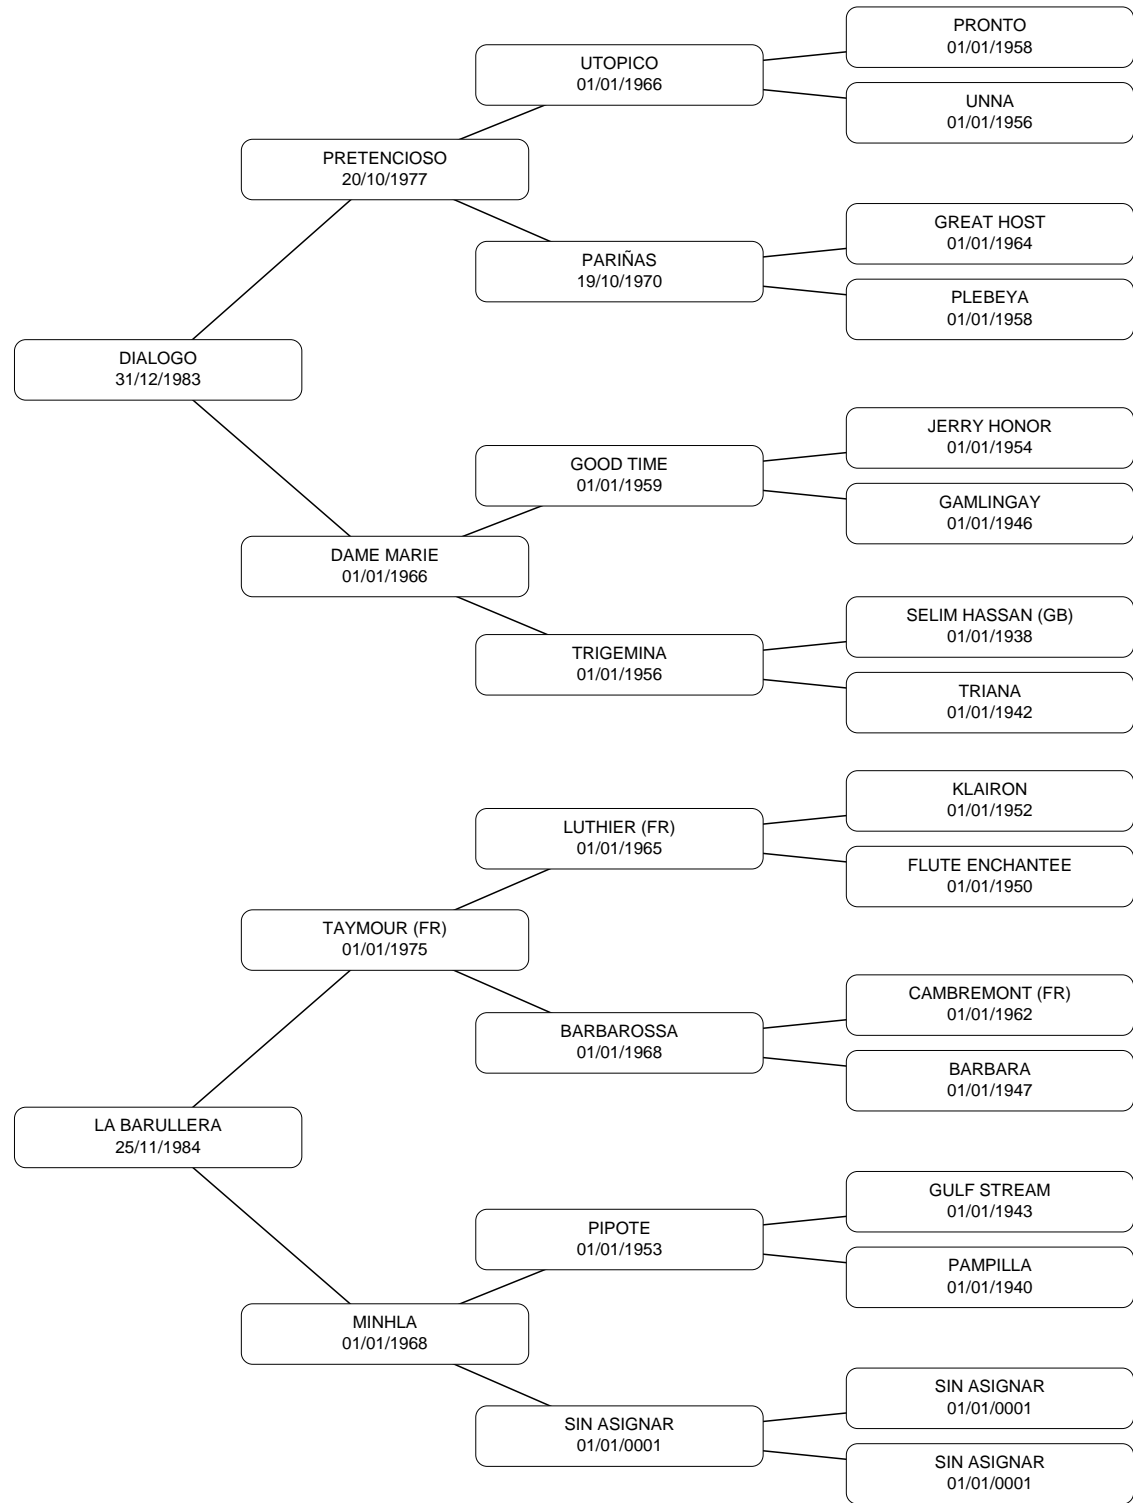 PRONTO
01/01/1958
UTOPICO
01/01/1966
UNNA
01/01/1956
PRETENCIOSO
20/10/1977
GREAT HOST
01/01/1964
PARIÑAS
19/10/1970
PLEBEYA
01/01/1958
DIALOGO
31/12/1983
JERRY HONOR
01/01/1954
GOOD TIME
01/01/1959
GAMLINGAY
01/01/1946
DAME MARIE
01/01/1966
SELIM HASSAN (GB)
01/01/1938
TRIGEMINA
01/01/1956
TRIANA
01/01/1942
KLAIRON
01/01/1952
LUTHIER (FR)
01/01/1965
FLUTE ENCHANTEE
01/01/1950
TAYMOUR (FR)
01/01/1975
CAMBREMONT (FR)
01/01/1962
BARBAROSSA
01/01/1968
BARBARA
01/01/1947
LA BARULLERA
25/11/1984
GULF STREAM
01/01/1943
PIPOTE
01/01/1953
PAMPILLA
01/01/1940
MINHLA
01/01/1968
SIN ASIGNAR
01/01/0001
SIN ASIGNAR
01/01/0001
SIN ASIGNAR
01/01/0001